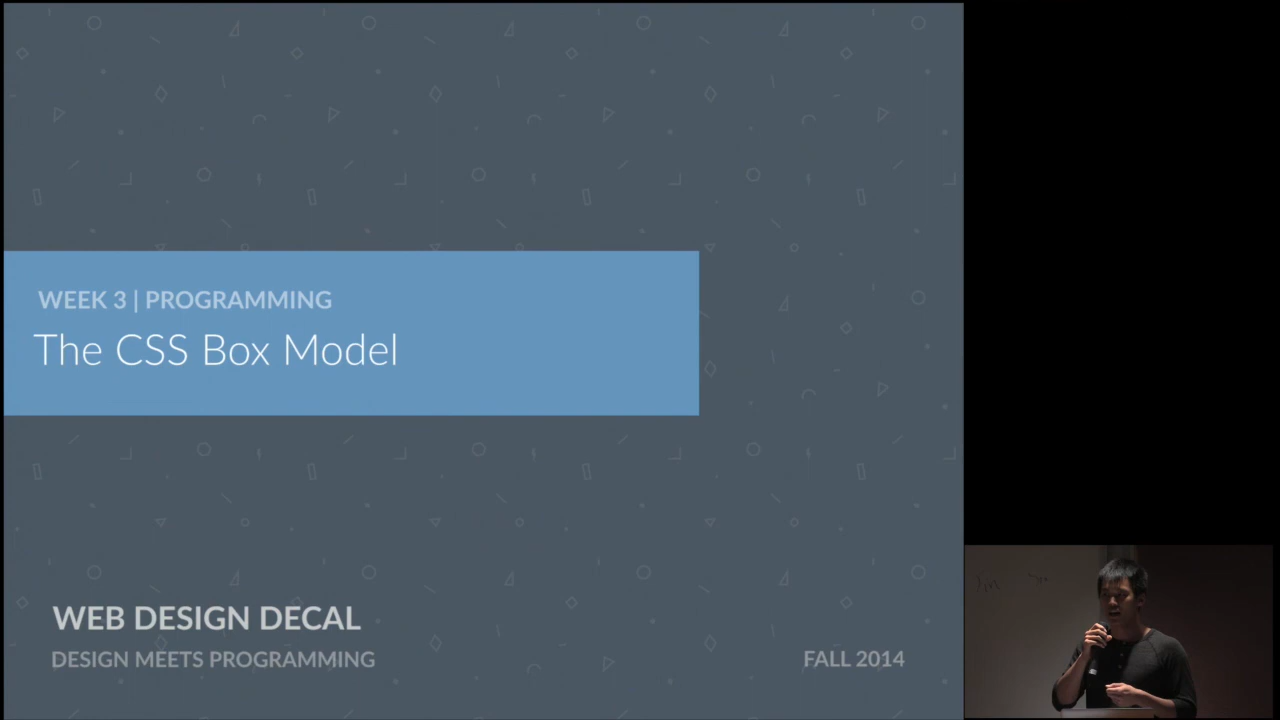 WEEK 3 | PROGRAMMING
The CSS Box Model
WEB DESIGN DECAL
DESIGN MEETS PROGRAMMING
FALL 2014